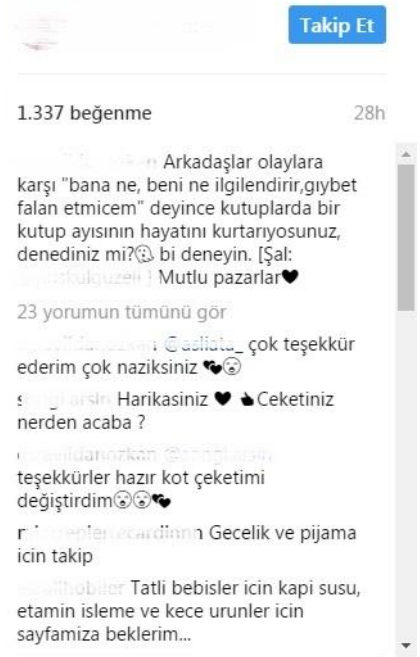 Takip Et
1.337 beğenme
28h
Arkadaşlar olaylara
karşı "bana ne, beni ne ilgilendirir,gıybet
falan etmicem" deyince kutuplarda bir
kutup ayısının hayatını kurtarıyosunuz,
denediniz mi? bi deneyin. [Şal:
] Mutlu pazarlar🖤
23 yorumun tümünü gör
çok teşekkür
ederim çok naziksiniz
Harikasiniz Ceketiniz
nerden acaba ?
teşekkürler hazır kot çeketimi
değiştirdim
Gecelik ve pijama
icin takip
Tatli bebisler icin kapi susu,
etamin isleme ve kece urunler icin
sayfamiza beklerim...